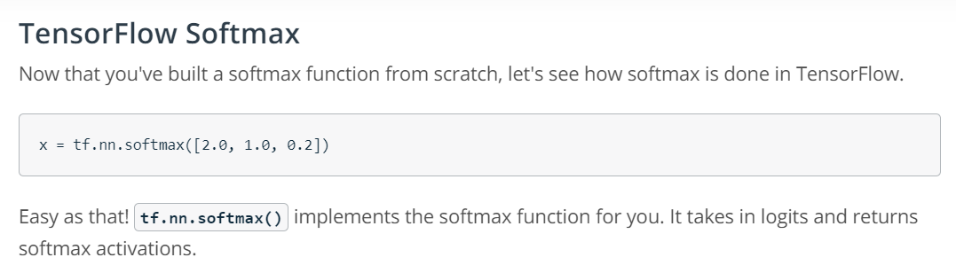 TensorFlow Softmax
Now that you've built a softmax function from scratch, let's see how softmax is done in TensorFlow.
x = tf.nn.softmax([2.0, 1.0, 0.2])
Easy as that! tf.nn.softmax() implements the softmax function for you. It takes in logits and returns
softmax activations.